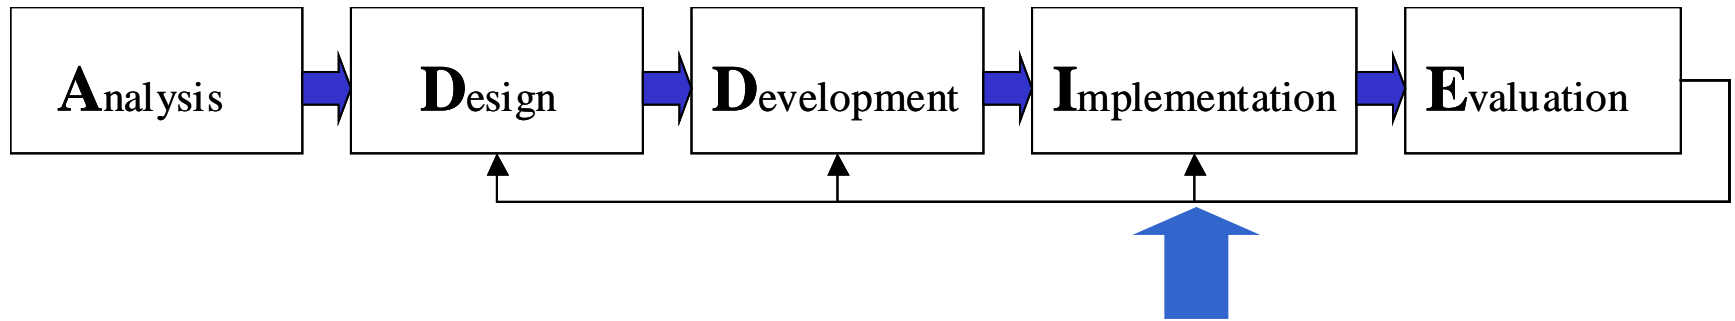 Analysis
Design
Development
Implementation
Evaluation